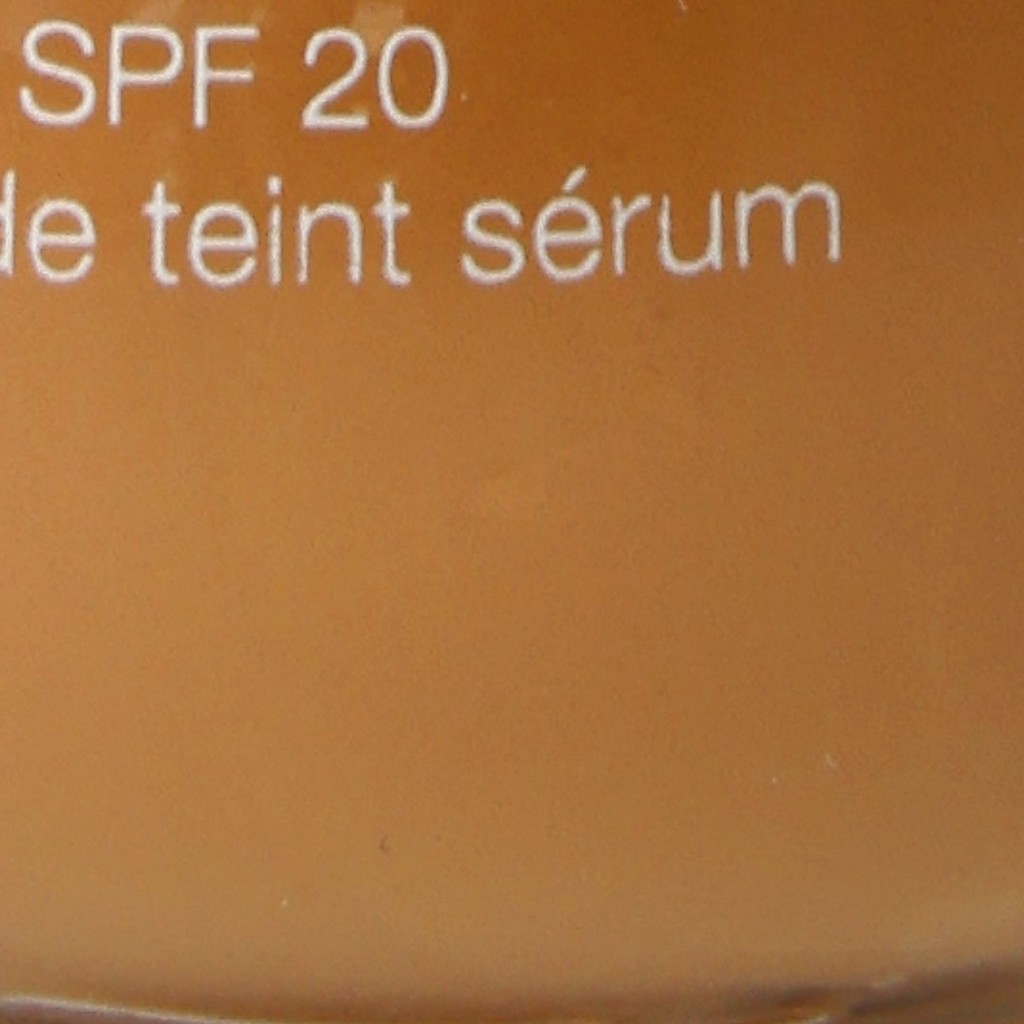 SPF 20
de teint sérum